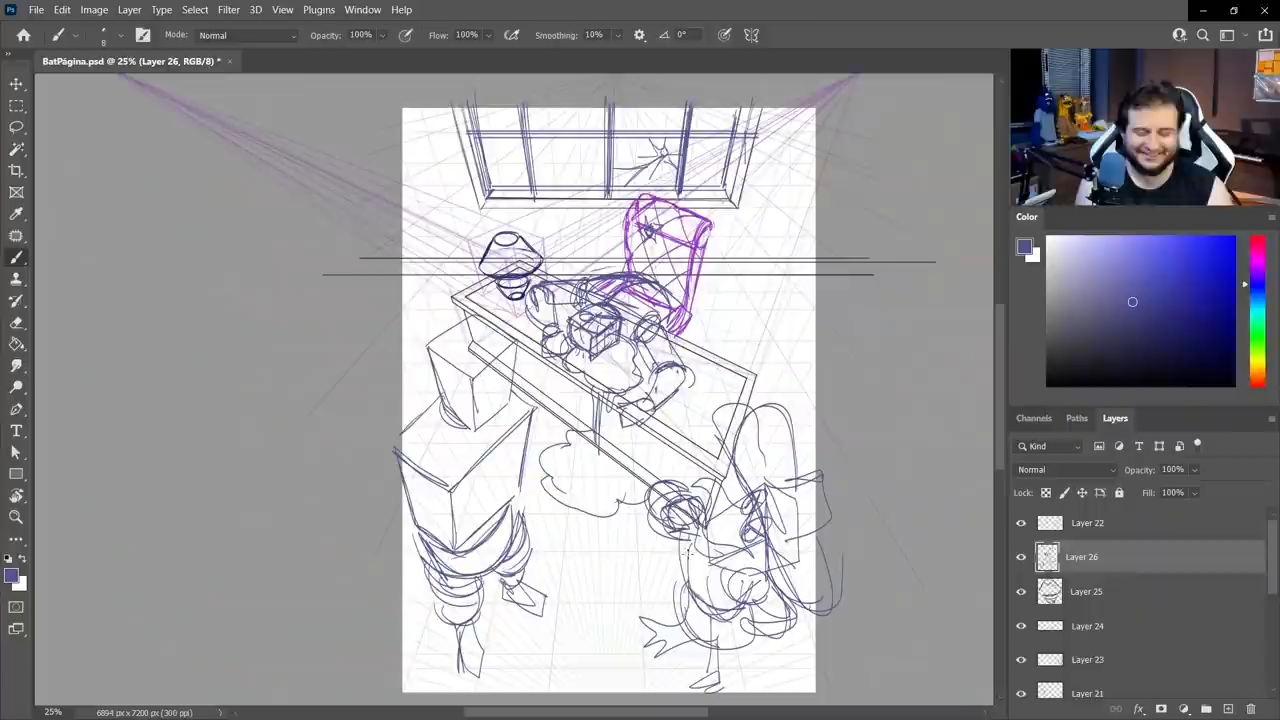 File Edit Image Layer Type Select Filter 3D View Plugins Window Help
8 Mode: Normal Opacity: 100% Flow: 100% Smoothing: 10% 0°
BatPágina.psd @ 25% (Layer 26, RGB/8) *
Color
Channels Paths Layers
Kind
Normal Opacity: 100%
Lock: Fill: 100%
Layer 22
Layer 26
Layer 25
Layer 24
Layer 23
Layer 21
25% 6894 px x 7200 px (300 ppi)